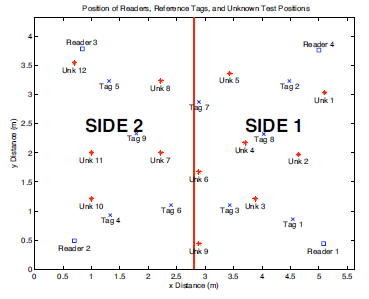 Position of Readers, Reference Tags, and Unknown Test Positions
Reader 3
Reader 4
Unk 12
Tag 5
Unk 8
Unk 5
Tag 2
Unk 1
Tag 7
SIDE 2
SIDE 1
Tag 9
Tag 8
Unk 4
Unk 11
Unk 7
Unk 2
Unk 6
Unk 10
Tag 4
Tag 6
Tag 3
Unk 3
Tag 1
Reader 2
Unk 9
Reader 1
y Distance (m)
4
3.5
3
2.5
2
1.5
1
0.5
0
0 0.5 1 1.5 2 2.5 3 3.5 4 4.5 5 5.5
x Distance (m)